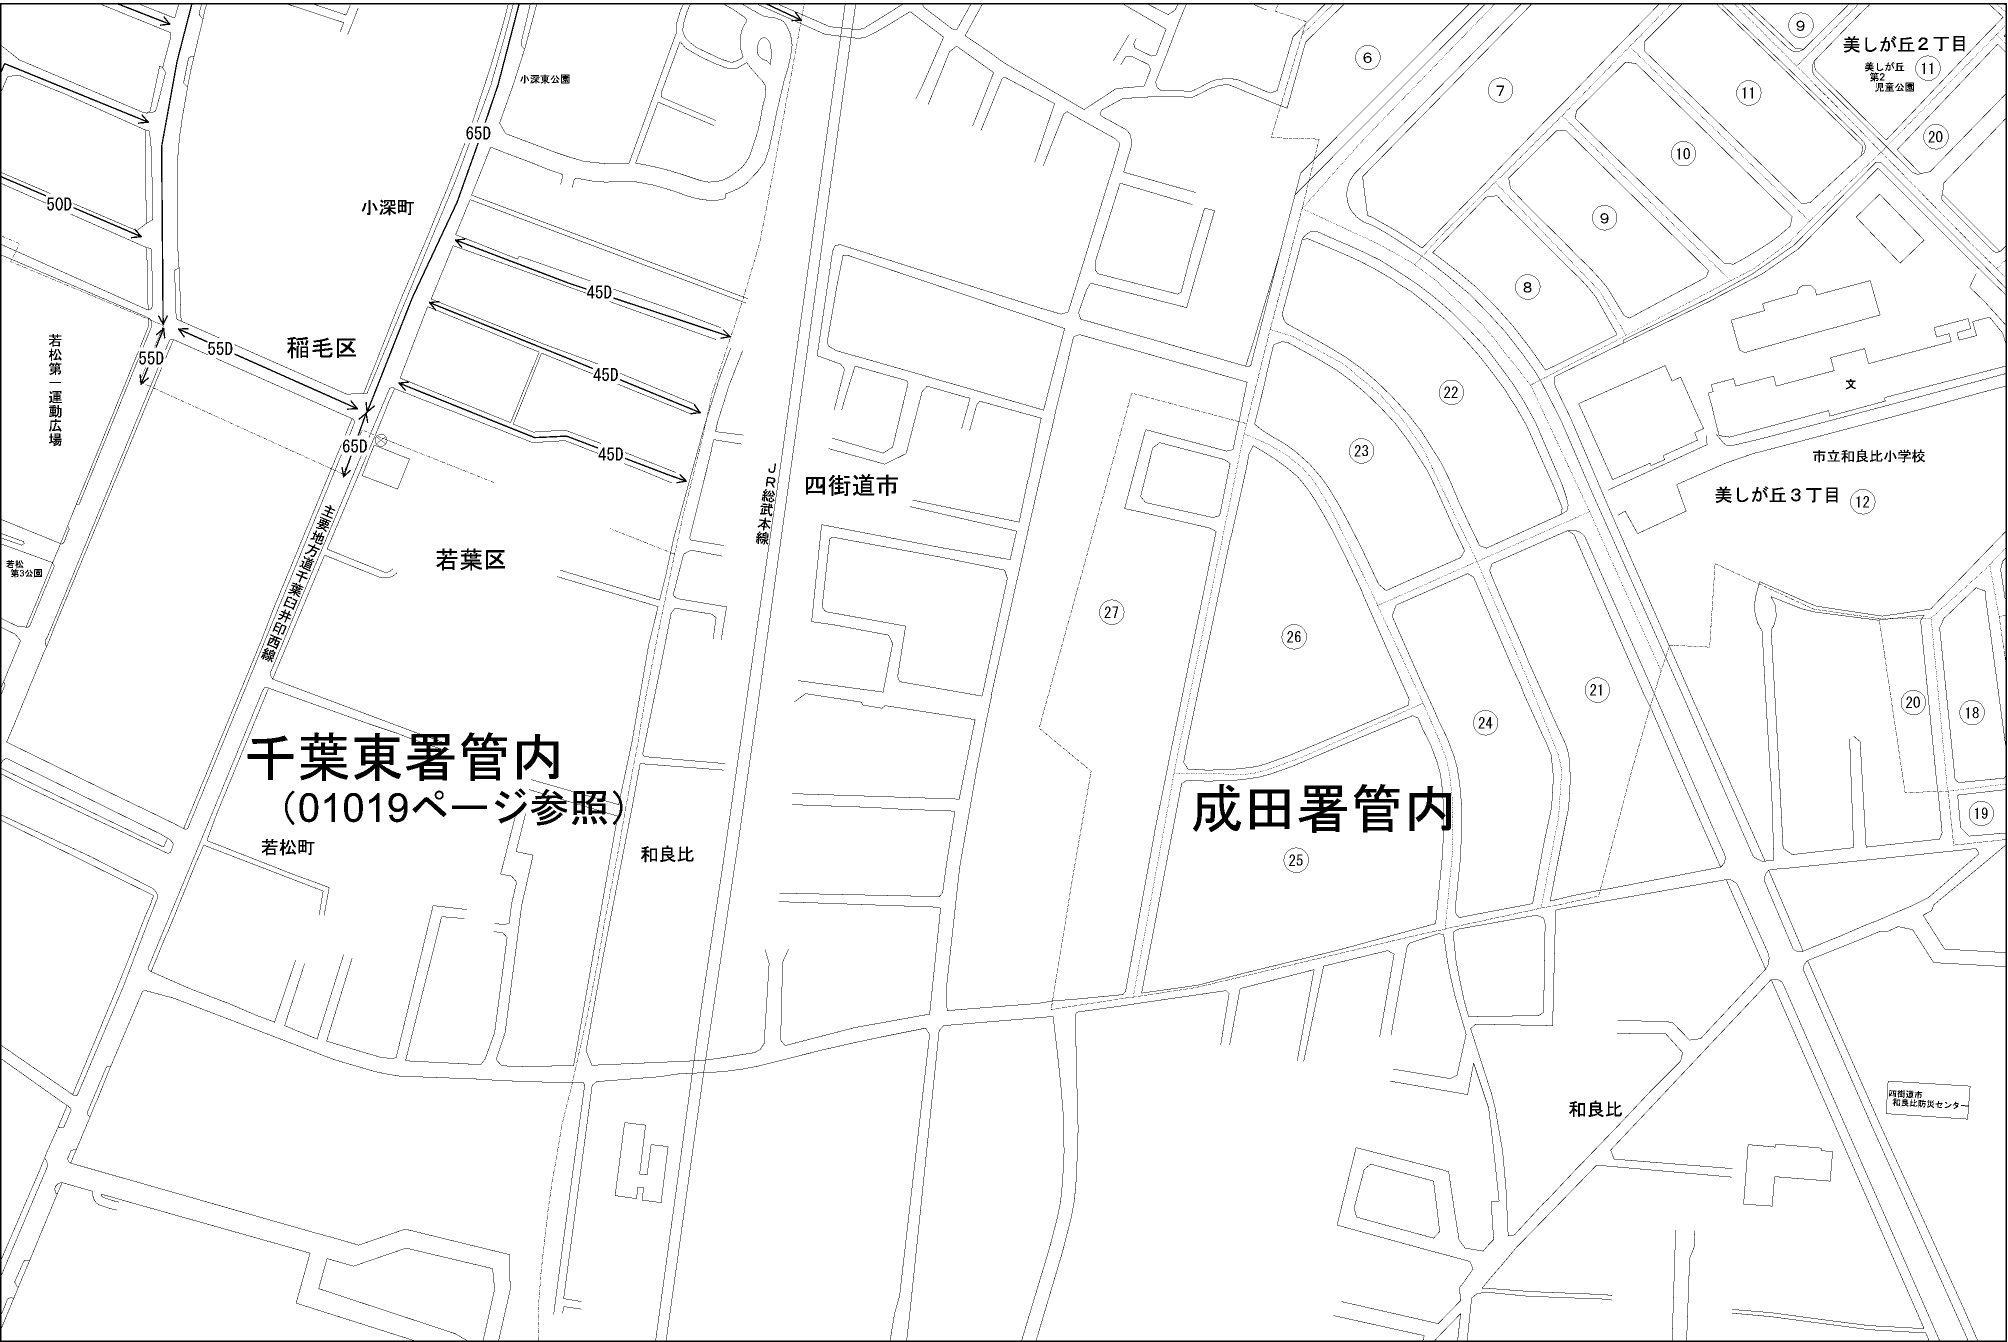 9
美しが丘2丁目
美しが丘
第2
児童公園
11
6
7
11
小深東公園
65D
20
10
50D
小深町
9
8
45D
55D
55D
稲毛区
若松第一運動広場
45D
22
文
23
65D
45D
市立和良比小学校
四街道市
JR総武本線
美しが丘3丁目
12
主要地方道千葉臼井印西線
若葉区
若松
第3公園
27
26
21
20
18
24
千葉東署管内
(01019ページ参照)
成田署管内
19
若松町
和良比
25
和良比
四街道市
和良比防災センター